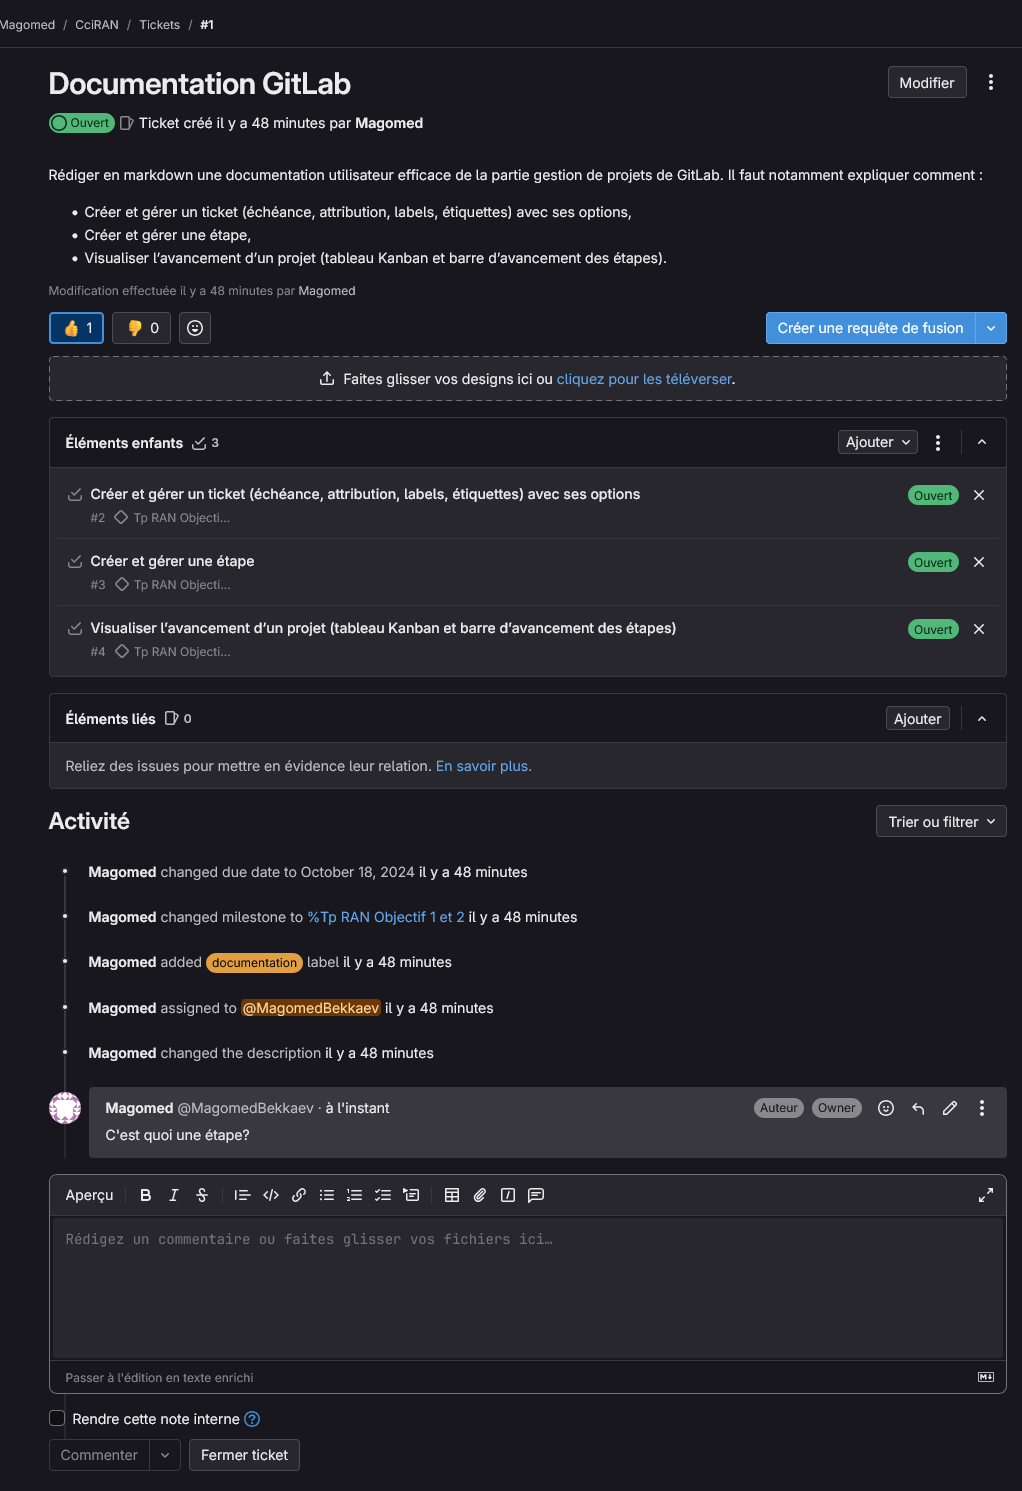 Magomed / CciRAN / Tickets / #1
Documentation GitLab
Modifier
Ouvert Ticket créé il y a 48 minutes par Magomed
Rédiger en markdown une documentation utilisateur efficace de la partie gestion de projets de GitLab. Il faut notamment expliquer comment :
• Créer et gérer un ticket (échéance, attribution, labels, étiquettes) avec ses options,
• Créer et gérer une étape,
• Visualiser l’avancement d’un projet (tableau Kanban et barre d’avancement des étapes).
Modification effectuée il y a 48 minutes par Magomed
👍 1 👎 0
Créer une requête de fusion
Faites glisser vos designs ici ou cliquez pour les téléverser.
Éléments enfants 3
Ajouter
Créer et gérer un ticket (échéance, attribution, labels, étiquettes) avec ses options
Ouvert
#2 Tp RAN Objecti...
Créer et gérer une étape
Ouvert
#3 Tp RAN Objecti...
Visualiser l’avancement d’un projet (tableau Kanban et barre d’avancement des étapes)
Ouvert
#4 Tp RAN Objecti...
Éléments liés 0
Ajouter
Reliez des issues pour mettre en évidence leur relation. En savoir plus.
Activité
Trier ou filtrer
Magomed changed due date to October 18, 2024 il y a 48 minutes
Magomed changed milestone to %Tp RAN Objectif 1 et 2 il y a 48 minutes
Magomed added documentation label il y a 48 minutes
Magomed assigned to @MagomedBekkaev il y a 48 minutes
Magomed changed the description il y a 48 minutes
Magomed @MagomedBekkaev · à l'instant
Auteur Owner
C'est quoi une étape?
Aperçu B I S
Rédigez un commentaire ou faites glisser vos fichiers ici…
Passer à l'édition en texte enrichi
Rendre cette note interne
Commenter
Fermer ticket